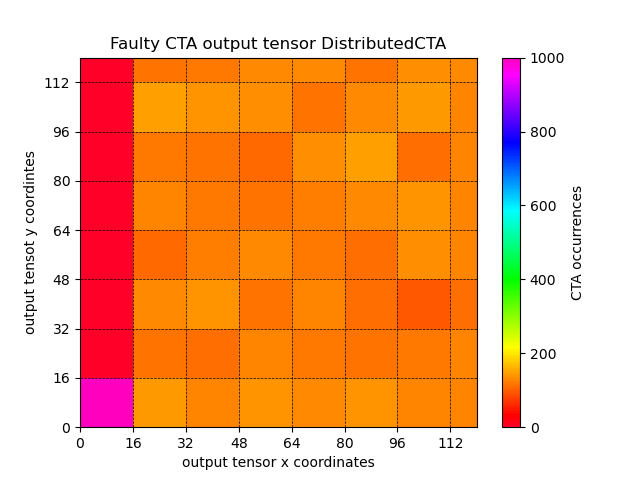 Faulty CTA output tensor DistributedCTA
output tensot y coordintes
112
96
80
64
48
32
16
0
0 16 32 48 64 80 96 112
output tensor x coordinates
1000
800
600
400
200
0
CTA occurrences